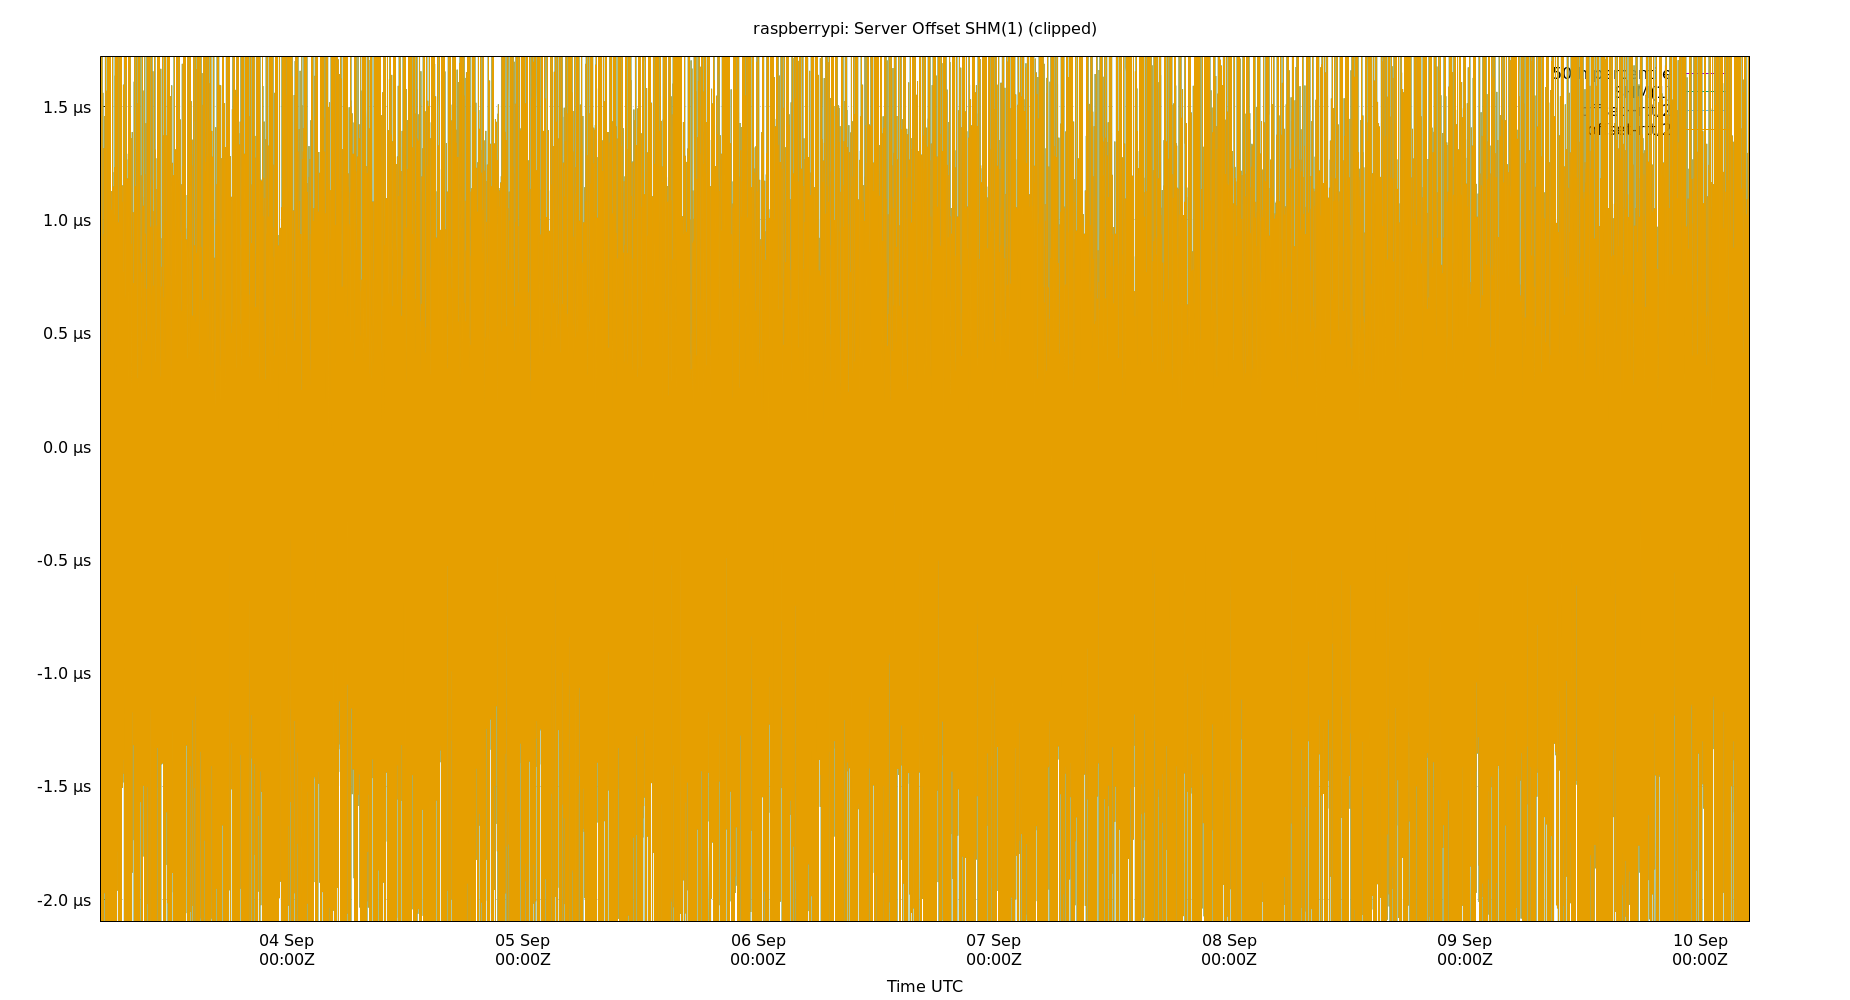 raspberrypi: Server Offset SHM(1) (clipped)
1.5 µs
1.0 µs
0.5 µs
0.0 µs
-0.5 µs
-1.0 µs
-1.5 µs
-2.0 µs
04 Sep 05 Sep 06 Sep 07 Sep 08 Sep 09 Sep 10 Sep
00:00Z 00:00Z 00:00Z 00:00Z 00:00Z 00:00Z 00:00Z
Time UTC